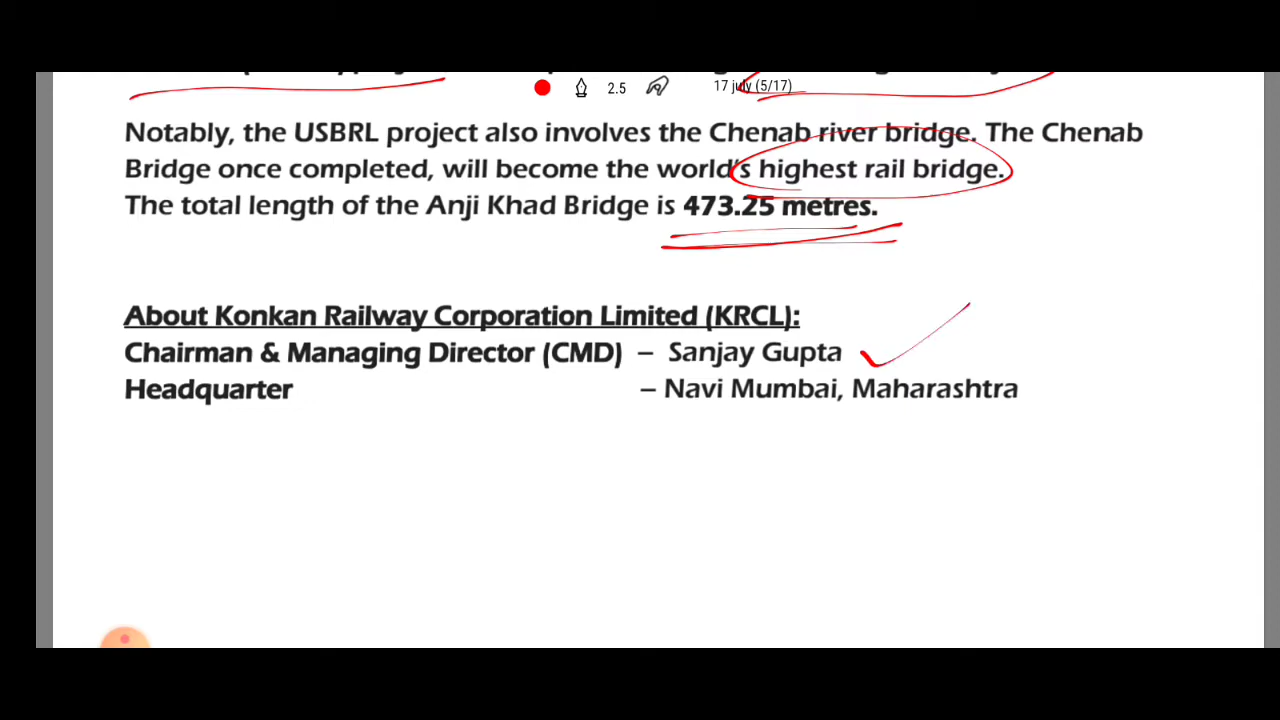 2.5
17 july (5/17)
Notably, the USBRL project also involves the Chenab river bridge. The Chenab
Bridge once completed, will become the world's highest rail bridge.
The total length of the Anji Khad Bridge is 473.25 metres.
About Konkan Railway Corporation Limited (KRCL):
Chairman & Managing Director (CMD) – Sanjay Gupta
Headquarter – Navi Mumbai, Maharashtra